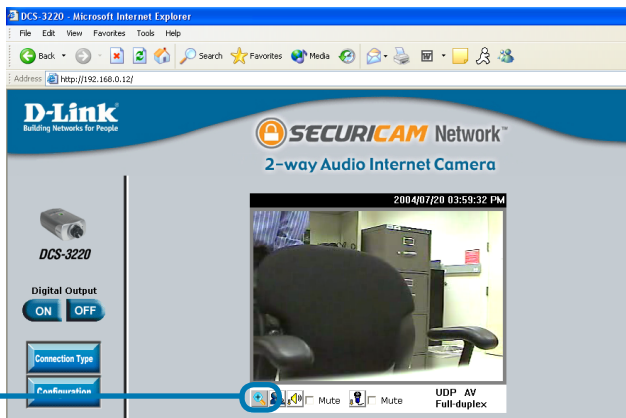 DCS-3220 - Microsoft Internet Explorer
File Edit View Favorites Tools Help
Back Search Favorites Media
Address http://192.168.0.12/
D-Link
Building Networks for People
SECURICAM Network™
2-way Audio Internet Camera
2004/07/20 03:59:32 PM
DCS-3220
Digital Output
ON OFF
Connection Type
Configuration
Mute Mute
UDP AV
Full-duplex